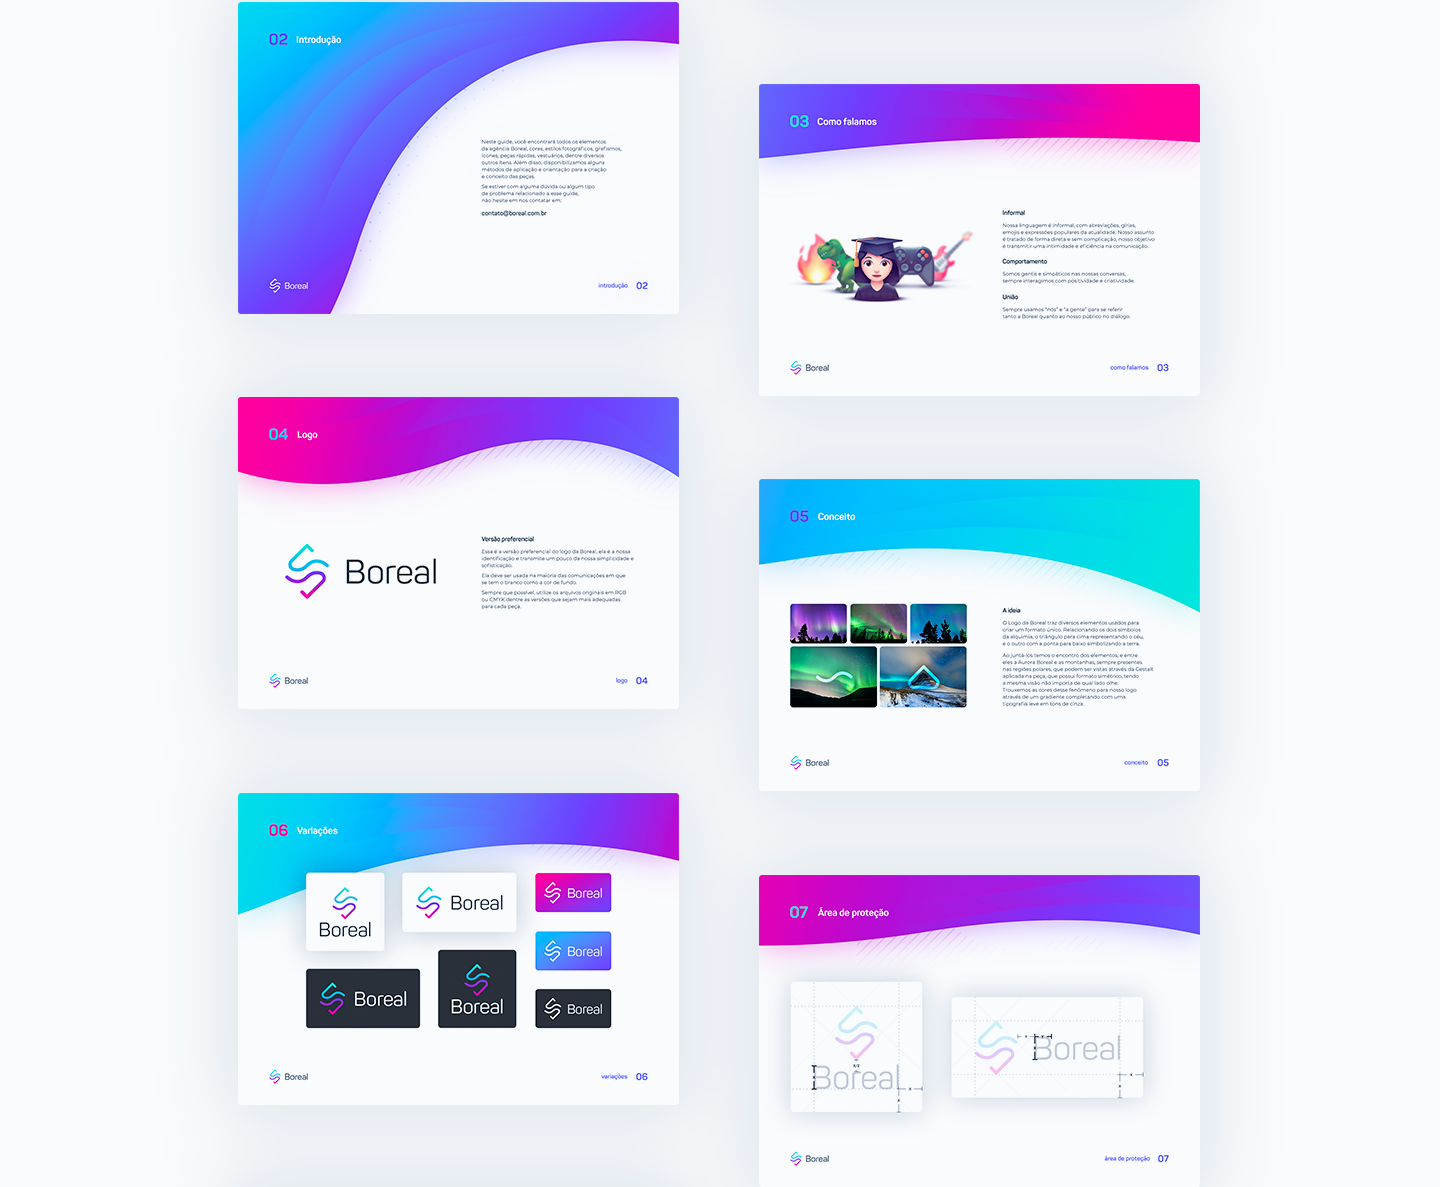 02 Introdução
Neste guide, você encontrará todos os elementos
da agência Boreal, cores, estilos fotográficos, grafismos,
ícones, peças rápidas, vestuários, dentre diversos
outros itens. Além disso, disponibilizamos alguns
métodos de aplicação e orientação para a criação
e conceito das peças.
Se estiver com alguma dúvida ou algum tipo
de problema relacionado a esse guide,
não hesite em nos contatar em:
contato@boreal.com.br
Boreal
introdução 02
03 Como falamos
Informal
Nossa linguagem é informal, com abreviações, gírias,
emojis e expressões populares da atualidade. Nosso assunto
é tratado de forma direta e sem complicação, nosso objetivo
é transmitir uma intimidade e eficiência na comunicação.
Comportamento
Somos gentis e simpáticos nas nossas conversas,
sempre interagimos com positividade e criatividade.
União
Sempre usamos "nós" e "a gente" para se referir
tanto a Boreal quanto ao nosso público no diálogo.
Boreal
como falamos 03
04 Logo
Boreal
Versão preferencial
Essa é a versão preferencial do logo da Boreal, ela é a nossa
identificação e transmite um pouco da nossa simplicidade e
sofisticação.
Ela deve ser usada na maioria das comunicações em que
se tem o branco como a cor de fundo.
Sempre que possível, utilize os arquivos originais em RGB
ou CMYK dentre as versões que sejam mais adequadas
para cada peça.
Boreal
logo 04
05 Conceito
A ideia
O Logo da Boreal traz diversos elementos usados para
criar um formato único. Relacionando os dois símbolos
da alquimia, o triângulo para cima representando o céu,
e o outro com a ponta para baixo simbolizando a terra.
Ao juntá-los temos o encontro dos elementos, e entre
eles a Aurora Boreal e as montanhas, sempre presentes
nas regiões polares, que podem ser vistas através da Gestalt
aplicada na peça, que possui formato simétrico, tendo
a mesma visão não importa de qual lado olhe.
Trouxemos as cores desse fenômeno para nosso logo
através de um gradiente completando com uma
tipografia leve em tons de cinza.
Boreal
conceito 05
06 Variações
Boreal
Boreal
Boreal
Boreal
Boreal
Boreal
Boreal
Boreal
variações 06
07 Área de proteção
Boreal
Boreal
Boreal
área de proteção 07